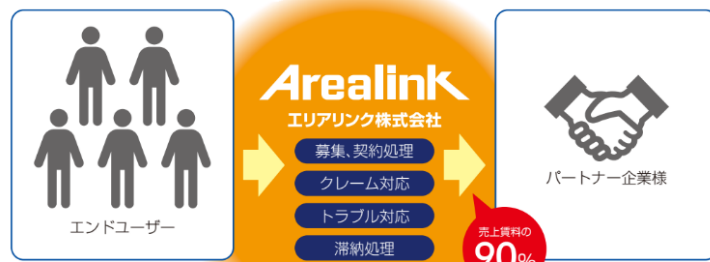 Arealink
エリアリンク株式会社
募集、契約処理
クレーム対応
トラブル対応
滞納処理
エンドユーザー
パートナー企業様
売上賃料の
90%